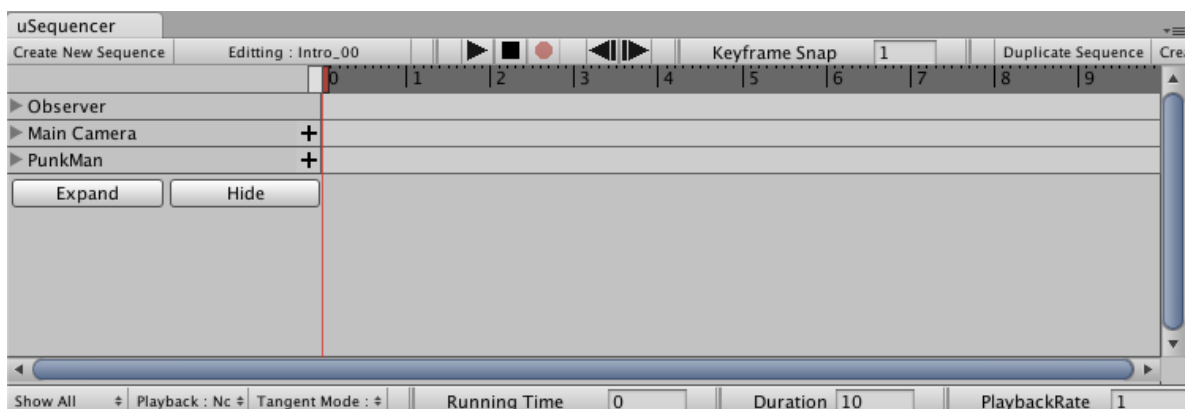 uSequencer
Create New Sequence Editting : Intro_00 Keyframe Snap 1 Duplicate Sequence Cre
0 1 2 3 4 5 6 7 8 9
Observer
Main Camera +
PunkMan +
Expand Hide
Show All Playback : Nc Tangent Mode : Running Time 0 Duration 10 PlaybackRate 1